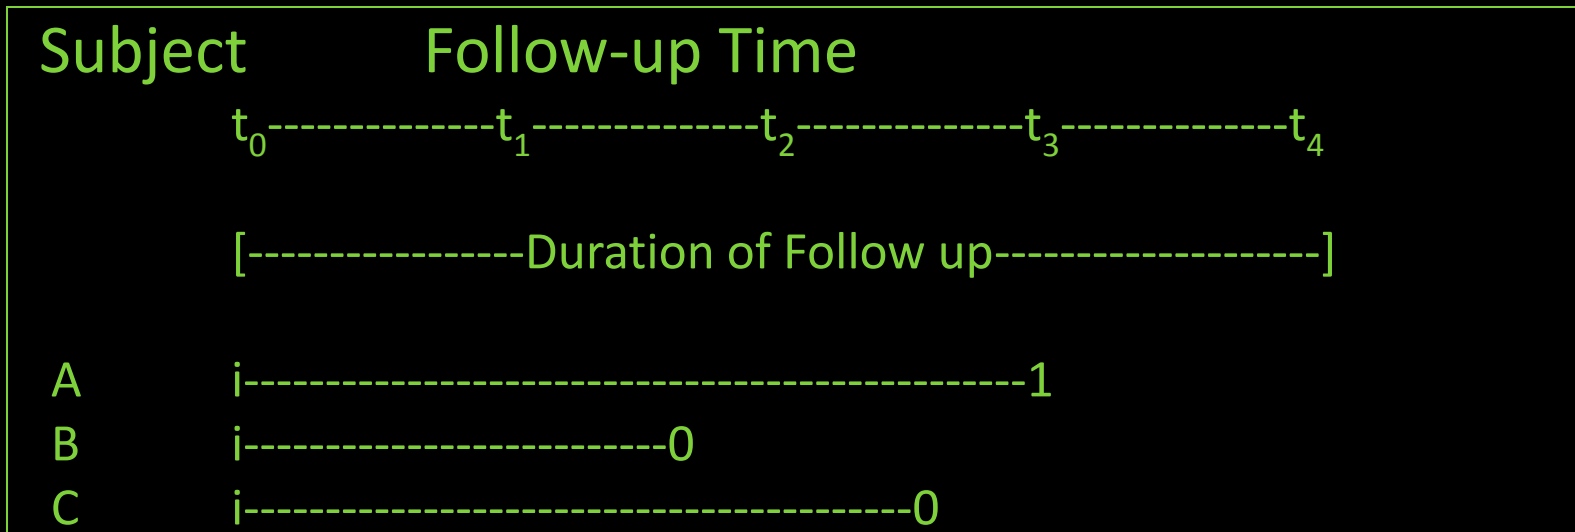 Subject Follow-up Time
t0--------------t1--------------t2--------------t3--------------t4
[-----------------Duration of Follow up--------------------]
A i------------------------------------------------1
B i--------------------------0
C i-----------------------------------------0